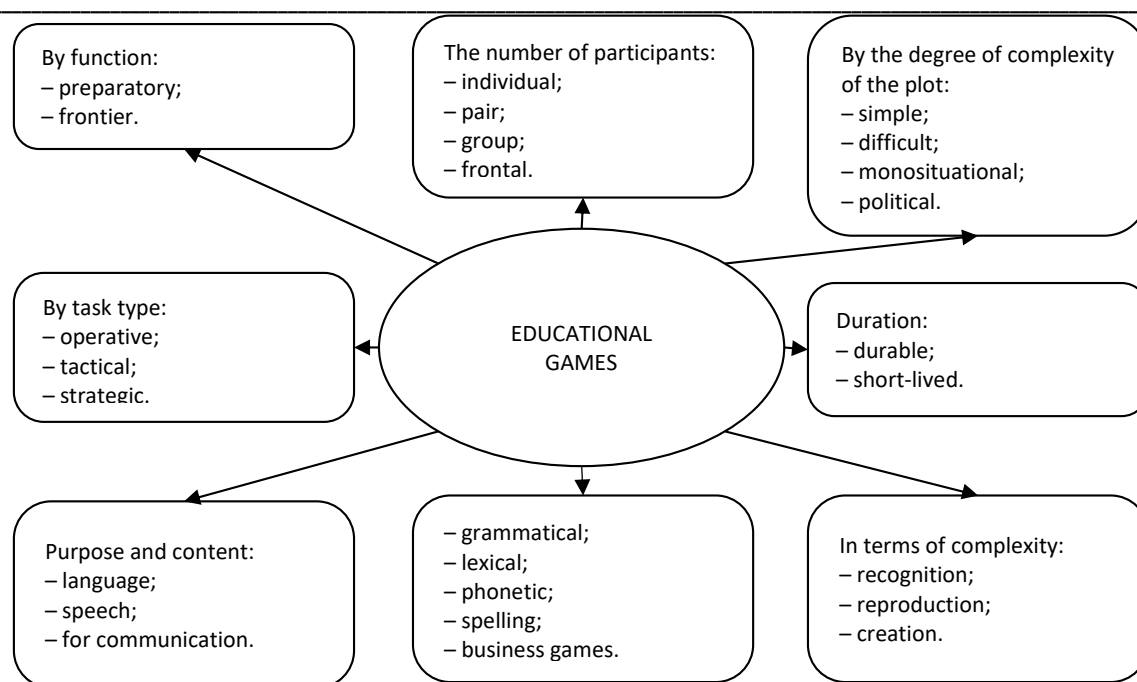 By function:
– preparatory;
– frontier.
The number of participants:
– individual;
– pair;
– group;
– frontal.
By the degree of complexity
of the plot:
– simple;
– difficult;
– monosituational;
– political.
By task type:
– operative;
– tactical;
– strategic.
EDUCATIONAL
GAMES
Duration:
– durable;
– short-lived.
Purpose and content:
– language;
– speech;
– for communication.
– grammatical;
– lexical;
– phonetic;
– spelling;
– business games.
In terms of complexity:
– recognition;
– reproduction;
– creation.